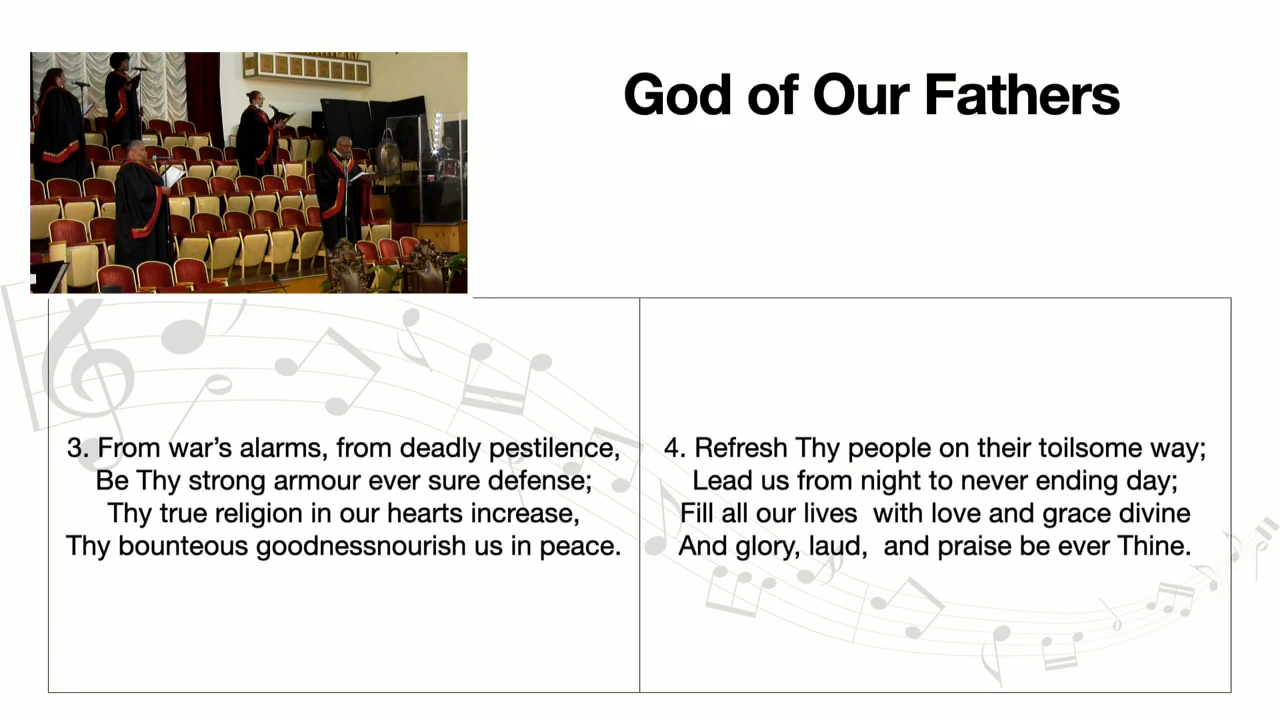 God of Our Fathers
3. From war’s alarms, from deadly pestilence,
Be Thy strong armour ever sure defense;
Thy true religion in our hearts increase,
Thy bounteous goodnessnourish us in peace.
4. Refresh Thy people on their toilsome way;
Lead us from night to never ending day;
Fill all our lives  with love and grace divine
And glory, laud,  and praise be ever Thine.